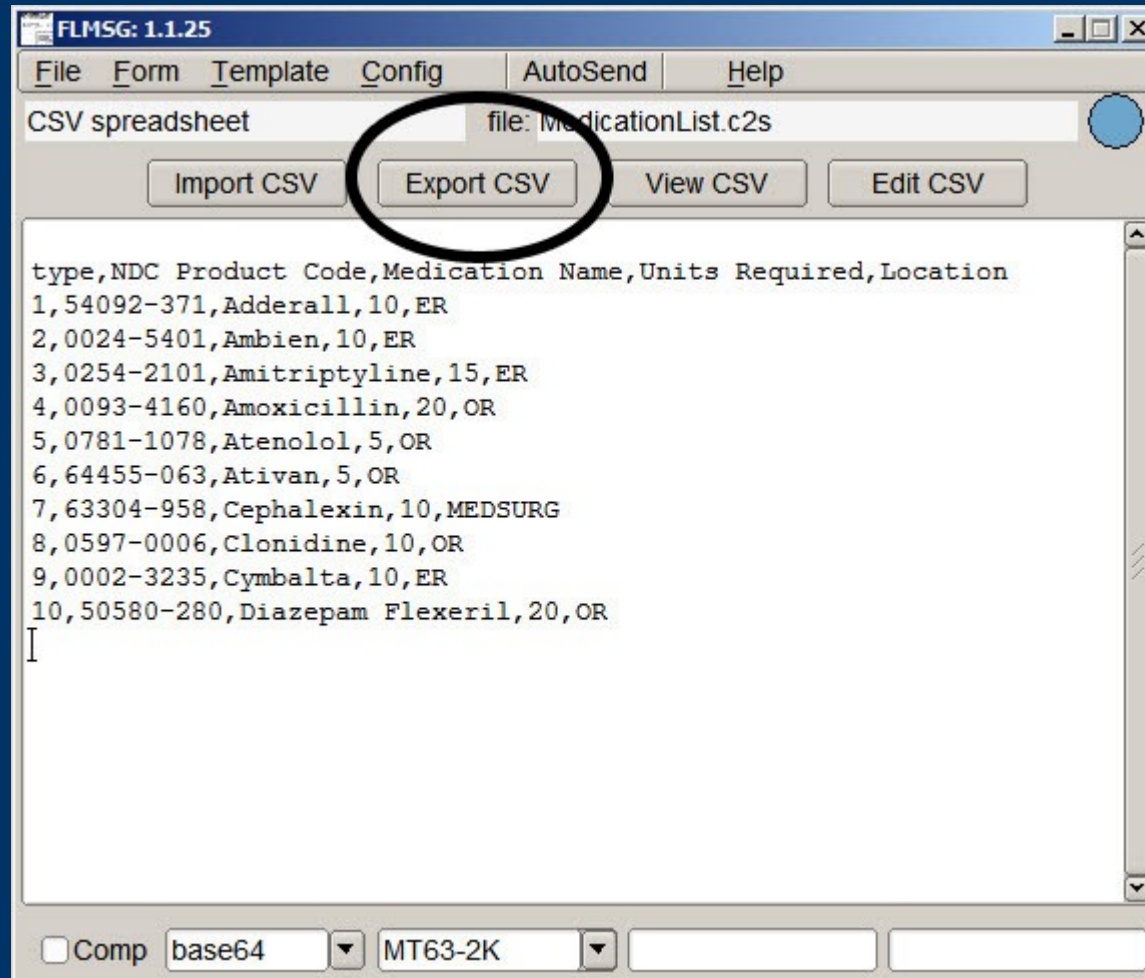 FLMSG: 1.1.25
File Form Template Config AutoSend Help
CSV spreadsheet file: MedicationList.c2s
Import CSV Export CSV View CSV Edit CSV
type,NDC Product Code,Medication Name,Units Required,Location
1,54092-371,Adderall,10,ER
2,0024-5401,Ambien,10,ER
3,0254-2101,Amitriptyline,15,ER
4,0093-4160,Amoxicillin,20,OR
5,0781-1078,Atenolol,5,OR
6,64455-063,Ativan,5,OR
7,63304-958,Cephalexin,10,MEDSURG
8,0597-0006,Clonidine,10,OR
9,0002-3235,Cymbalta,10,ER
10,50580-280,Diazepam Flexeril,20,OR
Comp base64 MT63-2K